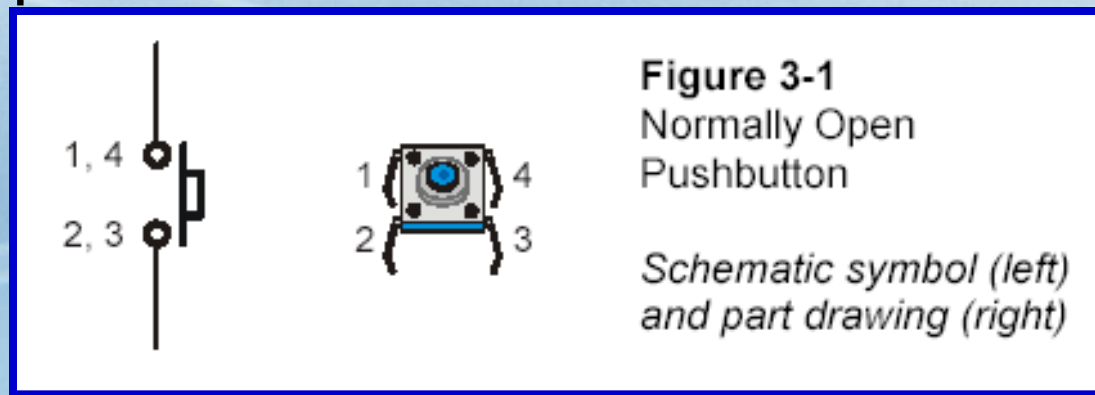 Figure 3-1
Normally Open
Pushbutton
1, 4
2, 3
1
4
2
3
Schematic symbol (left)
and part drawing (right)